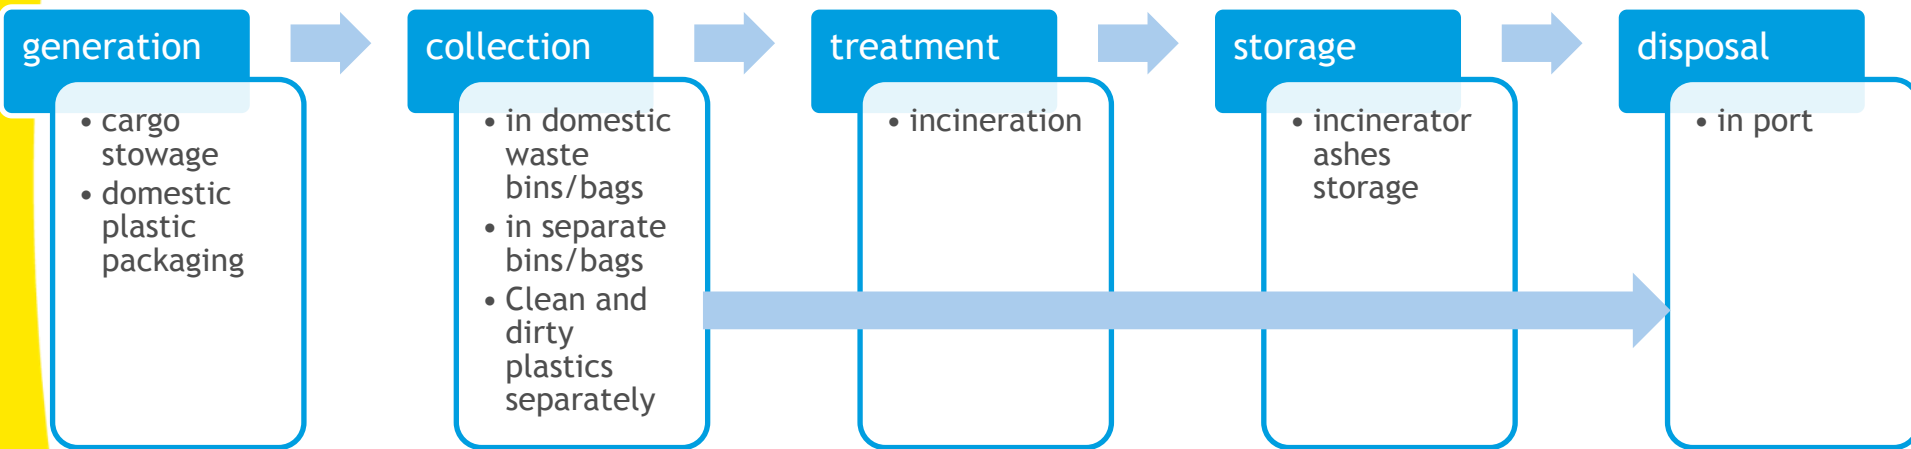 generation
• cargo
stowage
• domestic
plastic
packaging
collection
• in domestic
waste
bins/bags
• in separate
bins/bags
• Clean and
dirty
plastics
separately
treatment
• incineration
storage
• incinerator
ashes
storage
disposal
• in port